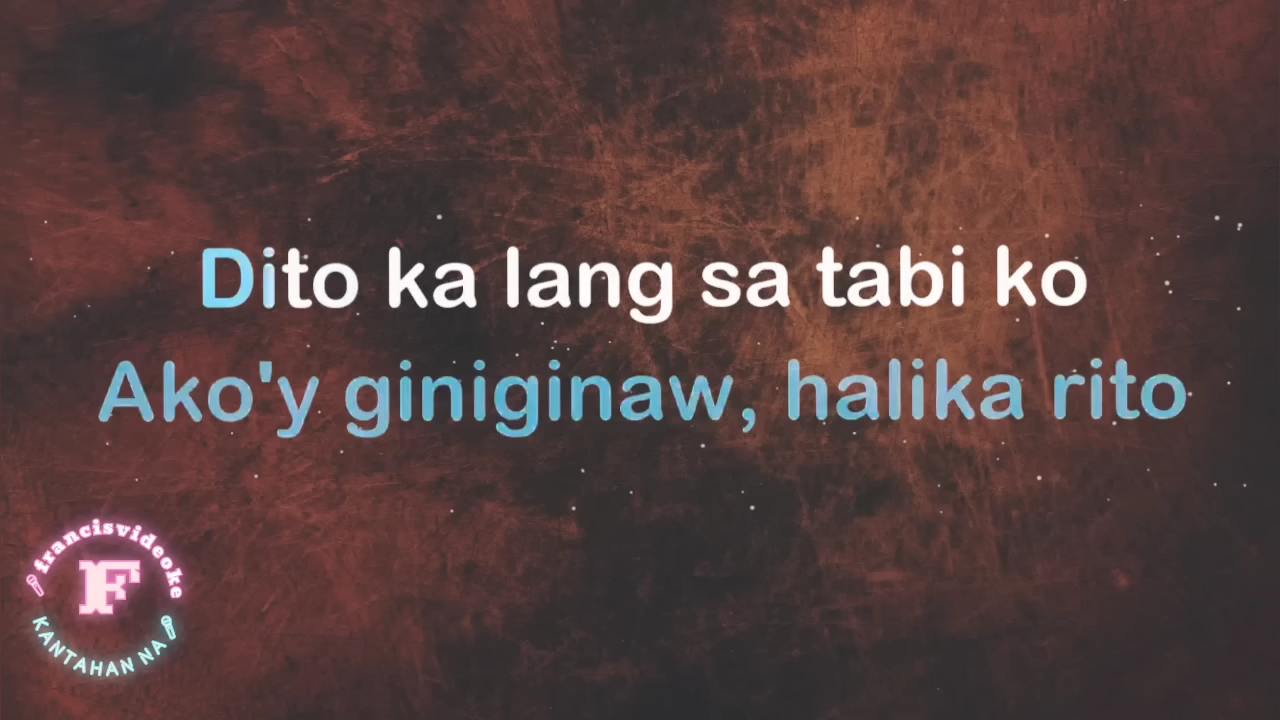 Dito ka lang sa tabi ko
Ako'y giniginaw, halika rito
francisvideoke
F
KANTAHAN NA